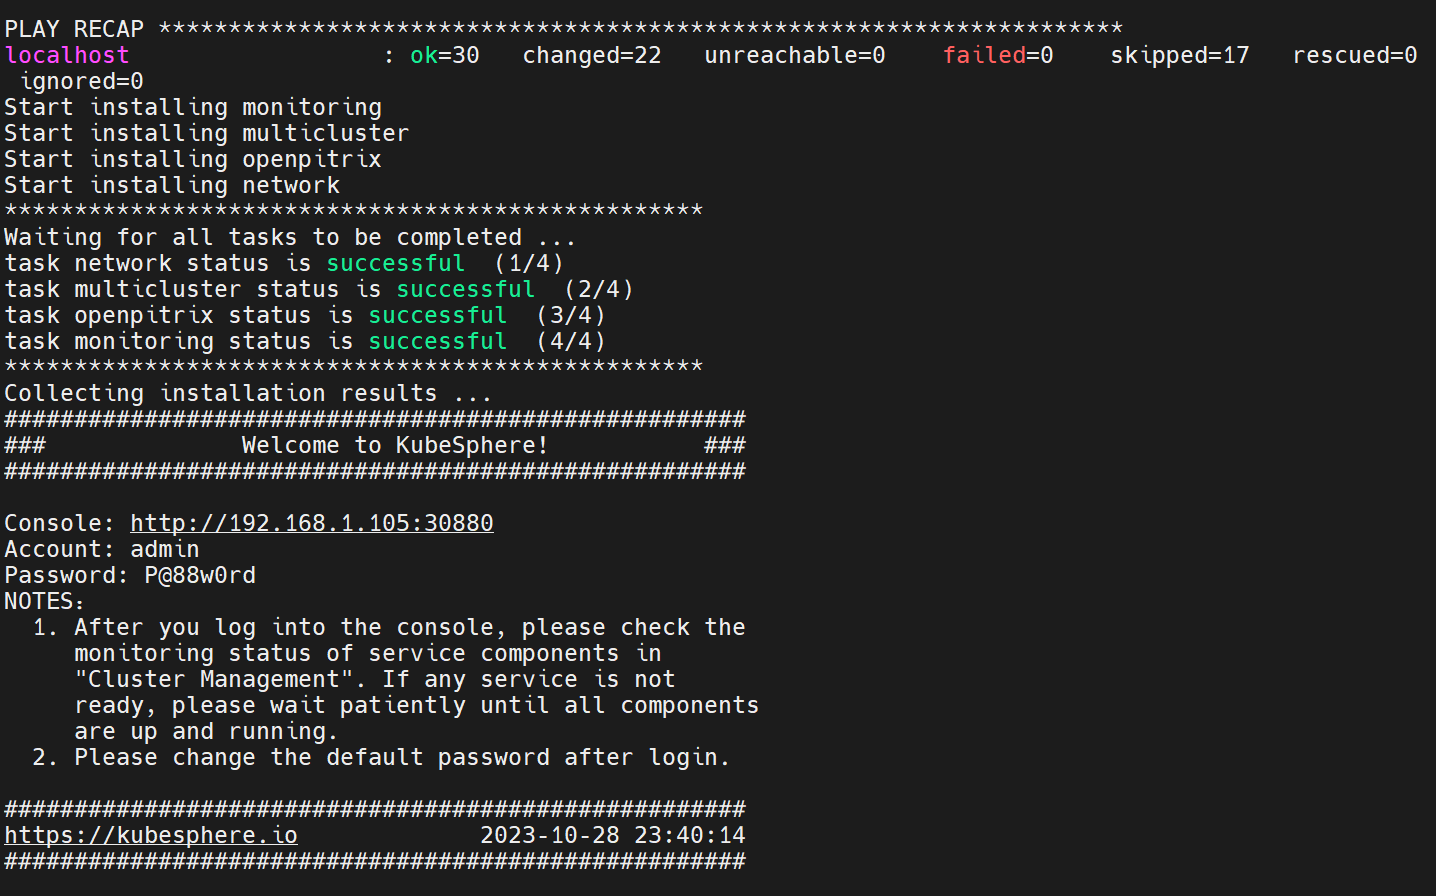 PLAY RECAP *********************************************************************
localhost                  : ok=30   changed=22   unreachable=0    failed=0    skipped=17   rescued=0
 ignored=0
Start installing monitoring
Start installing multicluster
Start installing openpitrix
Start installing network
**************************************************
Waiting for all tasks to be completed ...
task network status is successful  (1/4)
task multicluster status is successful  (2/4)
task openpitrix status is successful  (3/4)
task monitoring status is successful  (4/4)
**************************************************
Collecting installation results ...
#####################################################
###              Welcome to KubeSphere!           ###
#####################################################

Console: http://192.168.1.105:30880
Account: admin
Password: P@88w0rd
NOTES：
  1. After you log into the console, please check the
     monitoring status of service components in
     "Cluster Management". If any service is not
     ready, please wait patiently until all components
     are up and running.
  2. Please change the default password after login.

#####################################################
https://kubesphere.io             2023-10-28 23:40:14
#####################################################